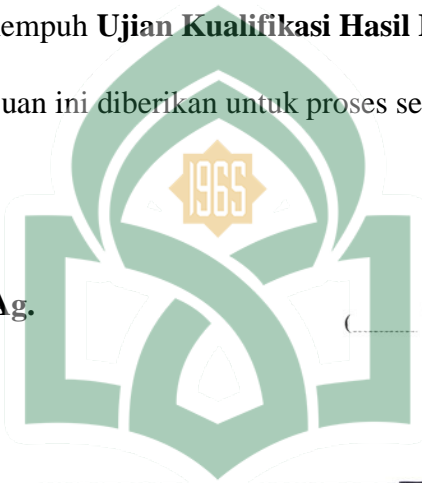 empuh Ujian Kualifikasi Hasil
uan ini diberikan untuk proses se
1965
Ag.
(